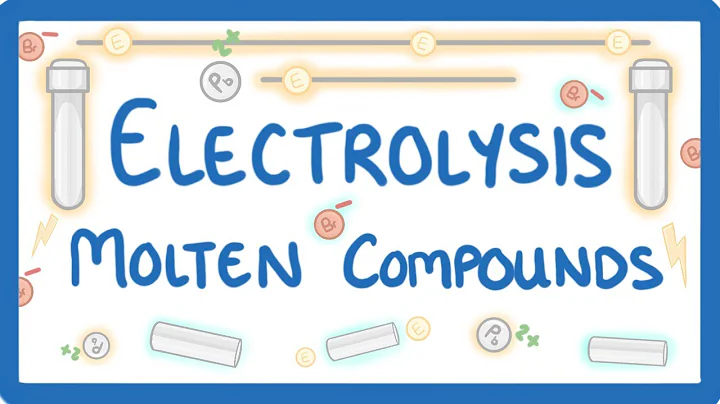 Br E E E
Pb E Br
ELECTROLYSIS
Br
Br
MOLTEN COMPOUNDS
Br
Pb E E Pb